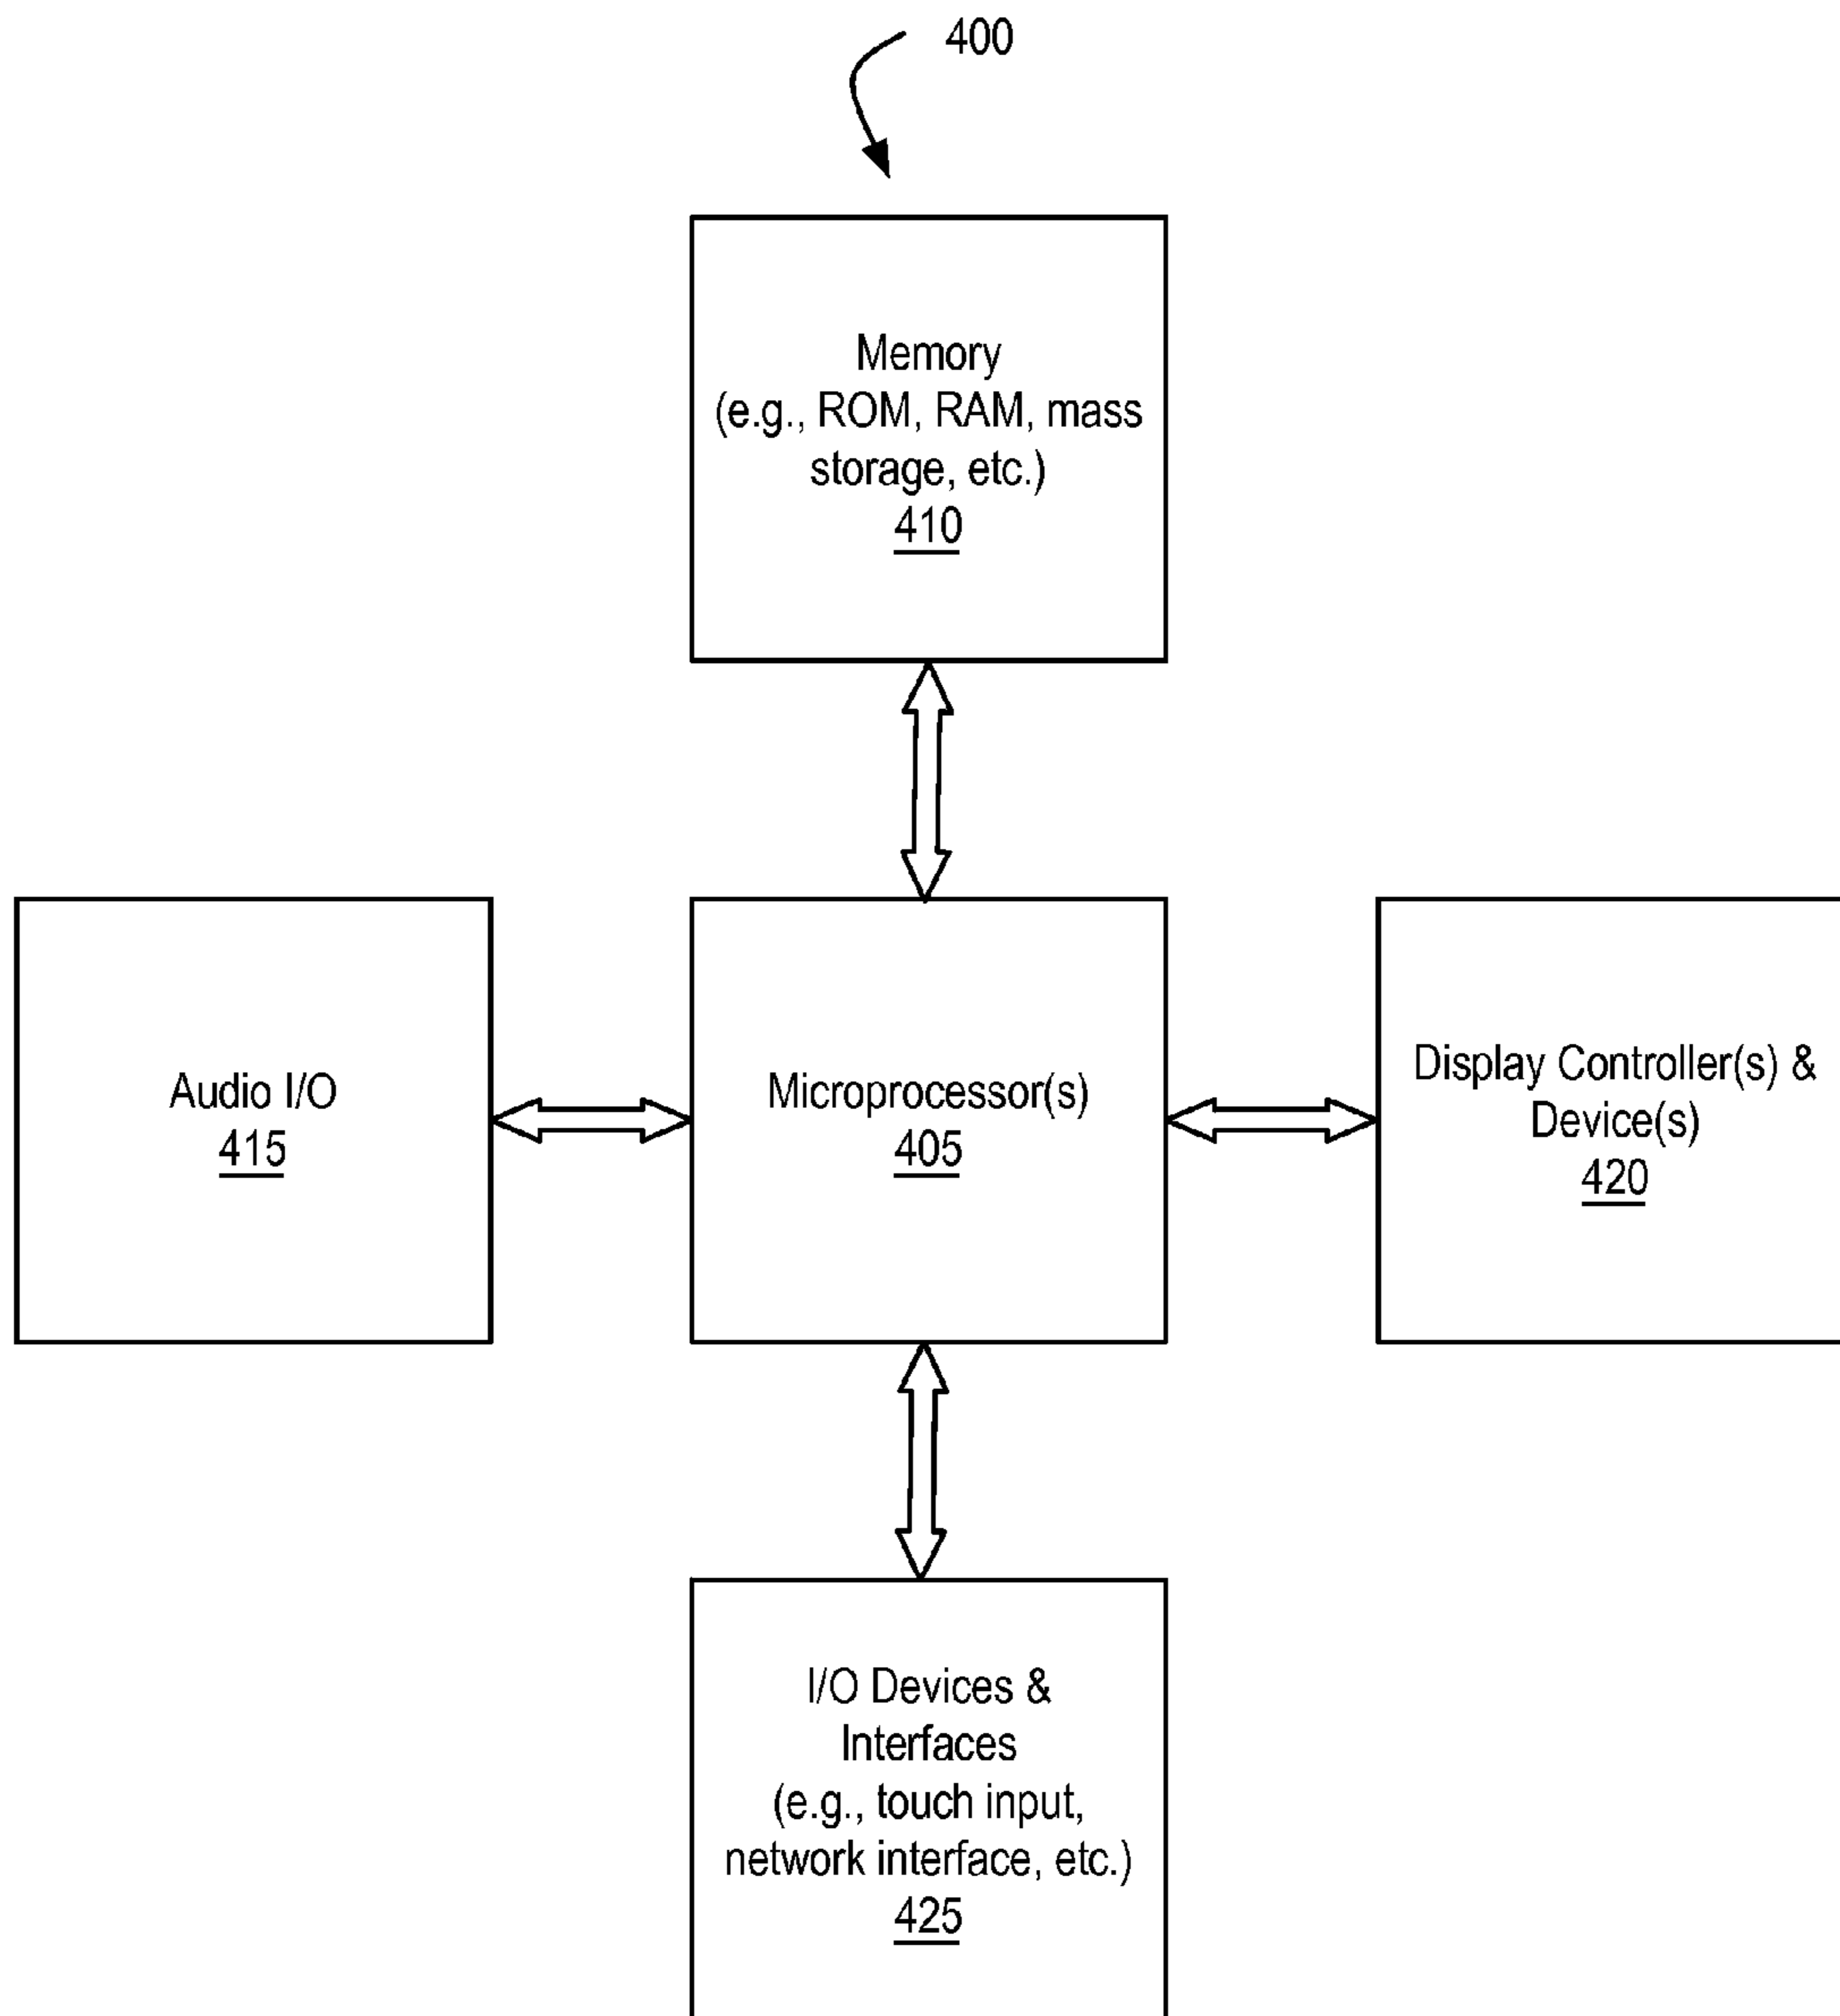 400
Memory
(e.g., ROM, RAM, mass
storage, etc.)
410
Audio I/O
415
Microprocessor(s)
405
Display Controller(s) &
Device(s)
420
I/O Devices &
Interfaces
(e.g., touch input,
network interface, etc.)
425